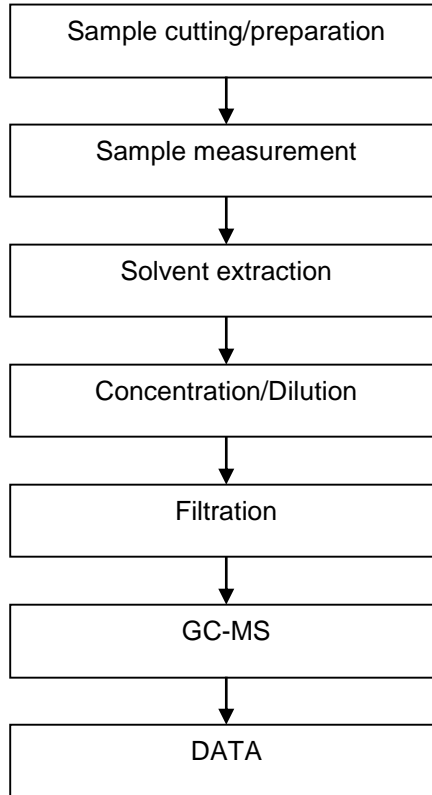 Sample cutting/preparation
Sample measurement
Solvent extraction
Concentration/Dilution
Filtration
GC-MS
DATA